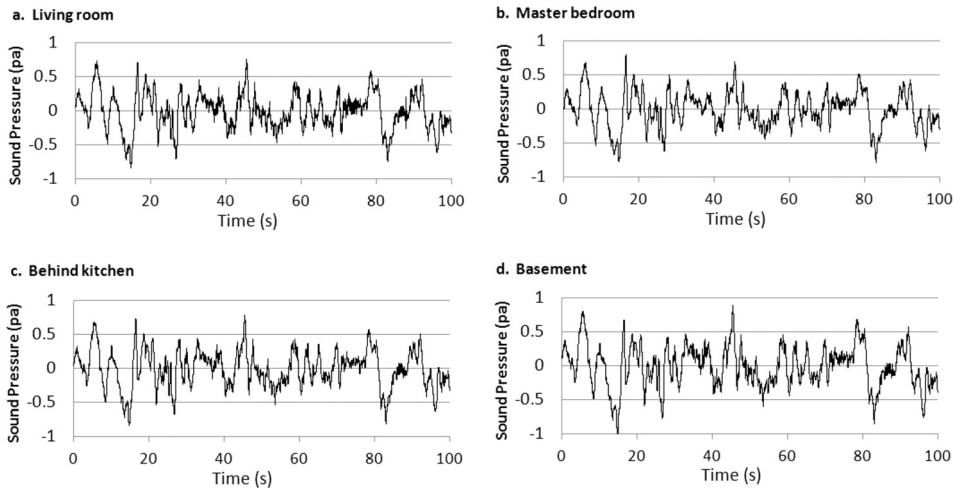 a. Living room
Sound Pressure (pa)
1
0.5
0
-0.5
-1
0 20 40 60 80 100
Time (s)
b. Master bedroom
Sound Pressure (pa)
1
0.5
0
-0.5
-1
0 20 40 60 80 100
Time (s)
c. Behind kitchen
Sound Pressure (pa)
1
0.5
0
-0.5
-1
0 20 40 60 80 100
Time (s)
d. Basement
Sound Pressure (pa)
1
0.5
0
-0.5
-1
0 20 40 60 80 100
Time (s)